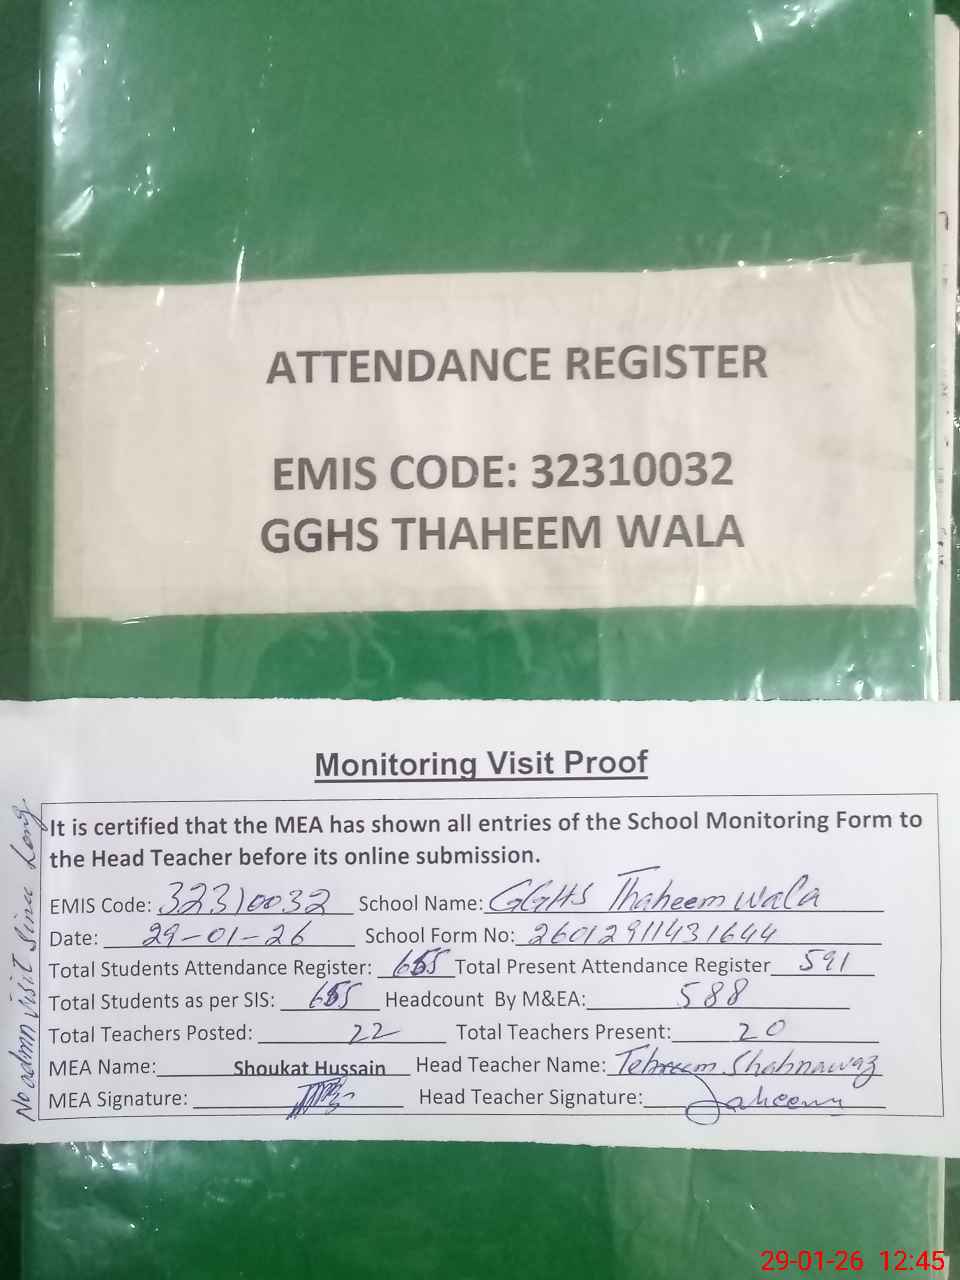 ATTENDANCE REGISTER
EMIS CODE: 32310032
GGHS THAHEEM WALA
Monitoring Visit Proof
It is certified that the MEA has shown all entries of the School Monitoring Form to
the Head Teacher before its online submission.
EMIS Code: 32310032 School Name: GGHS Thaheem Wala
Date: 29-01-26 School Form No: 26012911431644
Total Students Attendance Register: 655 Total Present Attendance Register 591
Total Students as per SIS: 655 Headcount By M&EA: 588
Total Teachers Posted: 22 Total Teachers Present: 20
MEA Name: Shoukat Hussain Head Teacher Name: Tehreem Shahnawaz
MEA Signature: Head Teacher Signature:
No admn visit Since Long
29-01-26 12:45